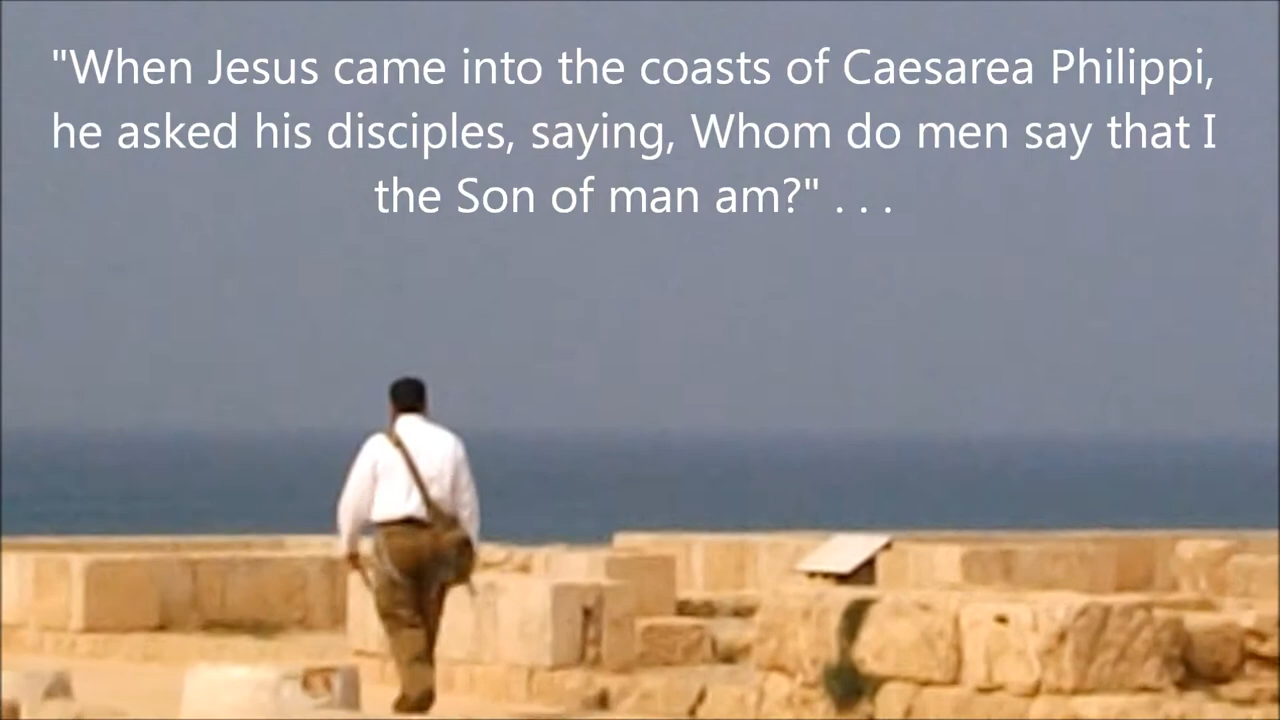 "When Jesus came into the coasts of Caesarea Philippi,
he asked his disciples, saying, Whom do men say that I
the Son of man am?" . . .